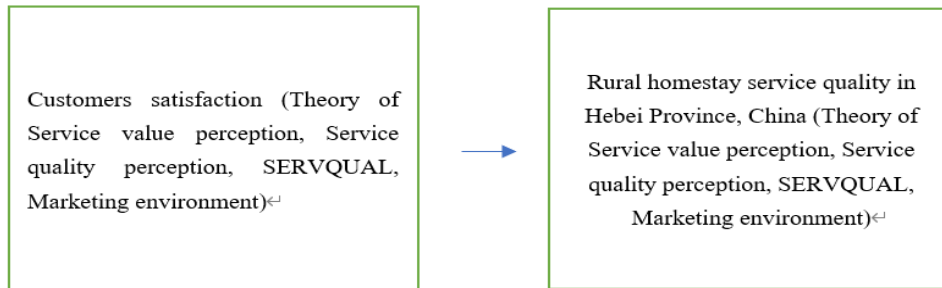 Customers satisfaction (Theory of
Service value perception, Service
quality perception, SERVQUAL,
Marketing environment)↵
Rural homestay service quality in
Hebei Province, China (Theory of
Service value perception, Service
quality perception, SERVQUAL,
Marketing environment)↵